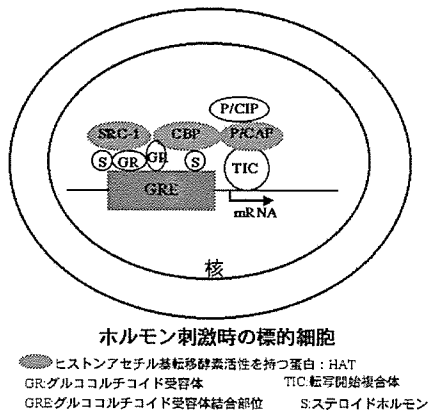 P/CIP
SRC-1 CBP P/CAF
S GR GR S TIC
GRE
mRNA
核
ホルモン刺激時の標的細胞
ヒストンアセチル基転移酵素活性を持つ蛋白：HAT
GR:グルココルチコイド受容体 TIC:転写開始複合体
GRE:グルココルチコイド受容体結合部位 S:ステロイドホルモン